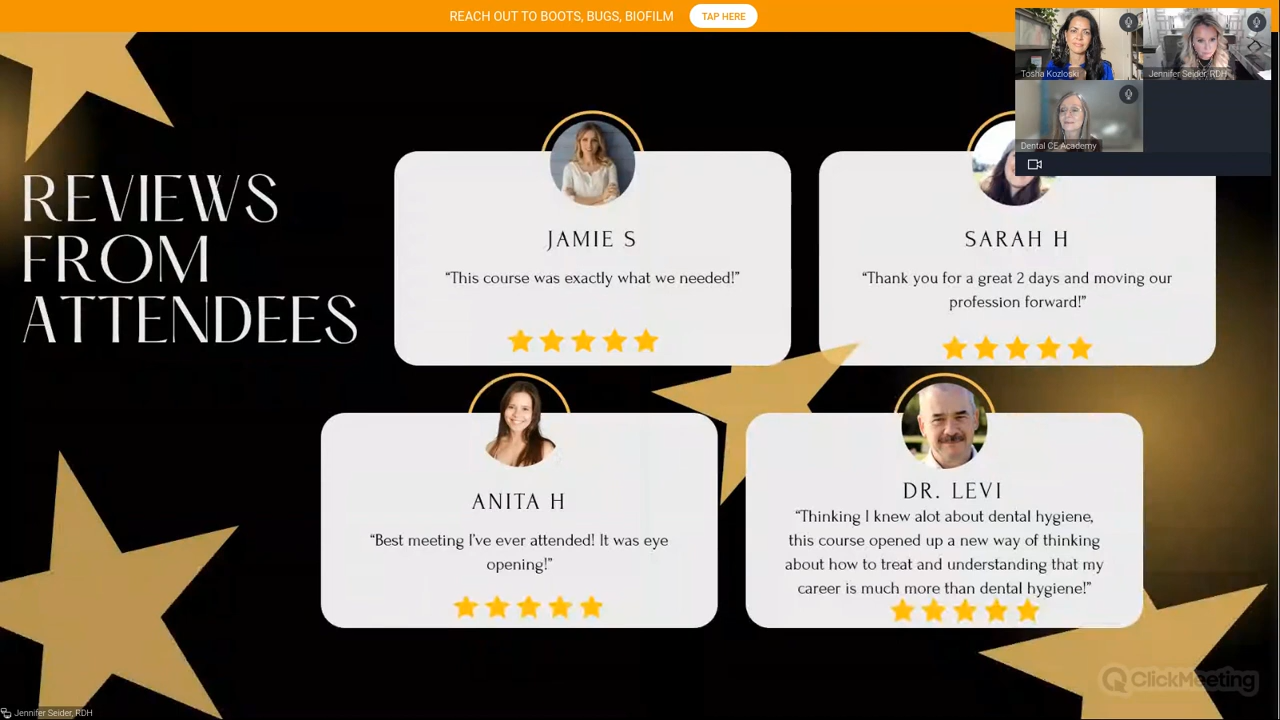 REACH OUT TO BOOTS, BUGS, BIOFILM
TAP HERE
Tosha Kozloski
Jennifer Seider, RDH
Dental CE Academy
REVIEWS
FROM
ATTENDEES
JAMIE S
“This course was exactly what we needed!”
SARAH H
“Thank you for a great 2 days and moving our
profession forward!”
ANITA H
“Best meeting I’ve ever attended! It was eye
opening!”
DR. LEVI
“Thinking I knew alot about dental hygiene,
this course opened up a new way of thinking
about how to treat and understanding that my
career is much more than dental hygiene!”
ClickMeeting
Jennifer Seider, RDH